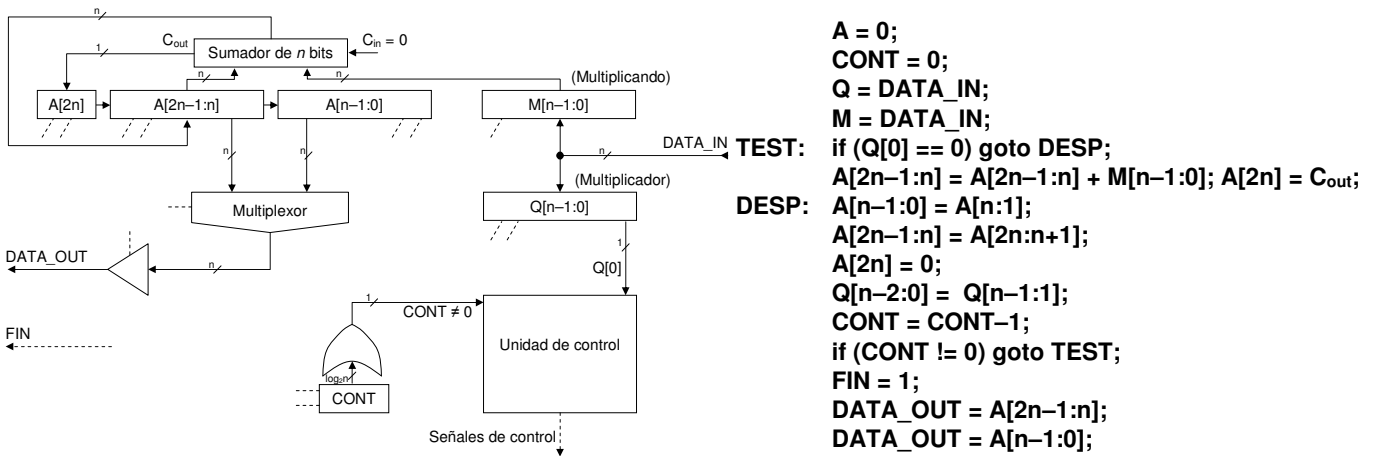 n
1
C_out
Sumador de n bits
C_in = 0
n
n
(Multiplicando)
A[2n]
A[2n–1:n]
A[n–1:0]
M[n–1:0]
n
n
n
DATA_IN
(Multiplicador)
Multiplexor
Q[n–1:0]
1
DATA_OUT
n
Q[0]
1
CONT ≠ 0
FIN
Unidad de control
log₂n
CONT
Señales de control
A = 0;
CONT = 0;
Q = DATA_IN;
M = DATA_IN;
TEST: if (Q[0] == 0) goto DESP;
A[2n–1:n] = A[2n–1:n] + M[n–1:0]; A[2n] = C_out;
DESP: A[n–1:0] = A[n:1];
A[2n–1:n] = A[2n:n+1];
A[2n] = 0;
Q[n–2:0] = Q[n–1:1];
CONT = CONT–1;
if (CONT != 0) goto TEST;
FIN = 1;
DATA_OUT = A[2n–1:n];
DATA_OUT = A[n–1:0];